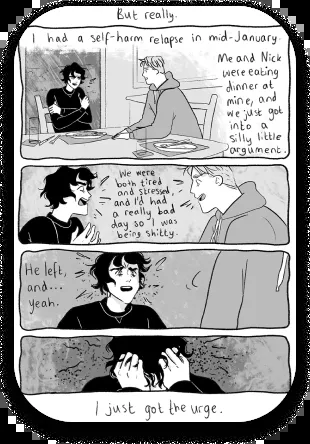 But really.
I had a self-harm relapse in mid-January.
Me and Nick
were eating
dinner at
mine, and
we just got
into a
silly little
argument.
We were
both tired
and stressed
and I'd had
a really bad
day so I was
being shitty.
He left,
and...
yeah.
I just got the urge.